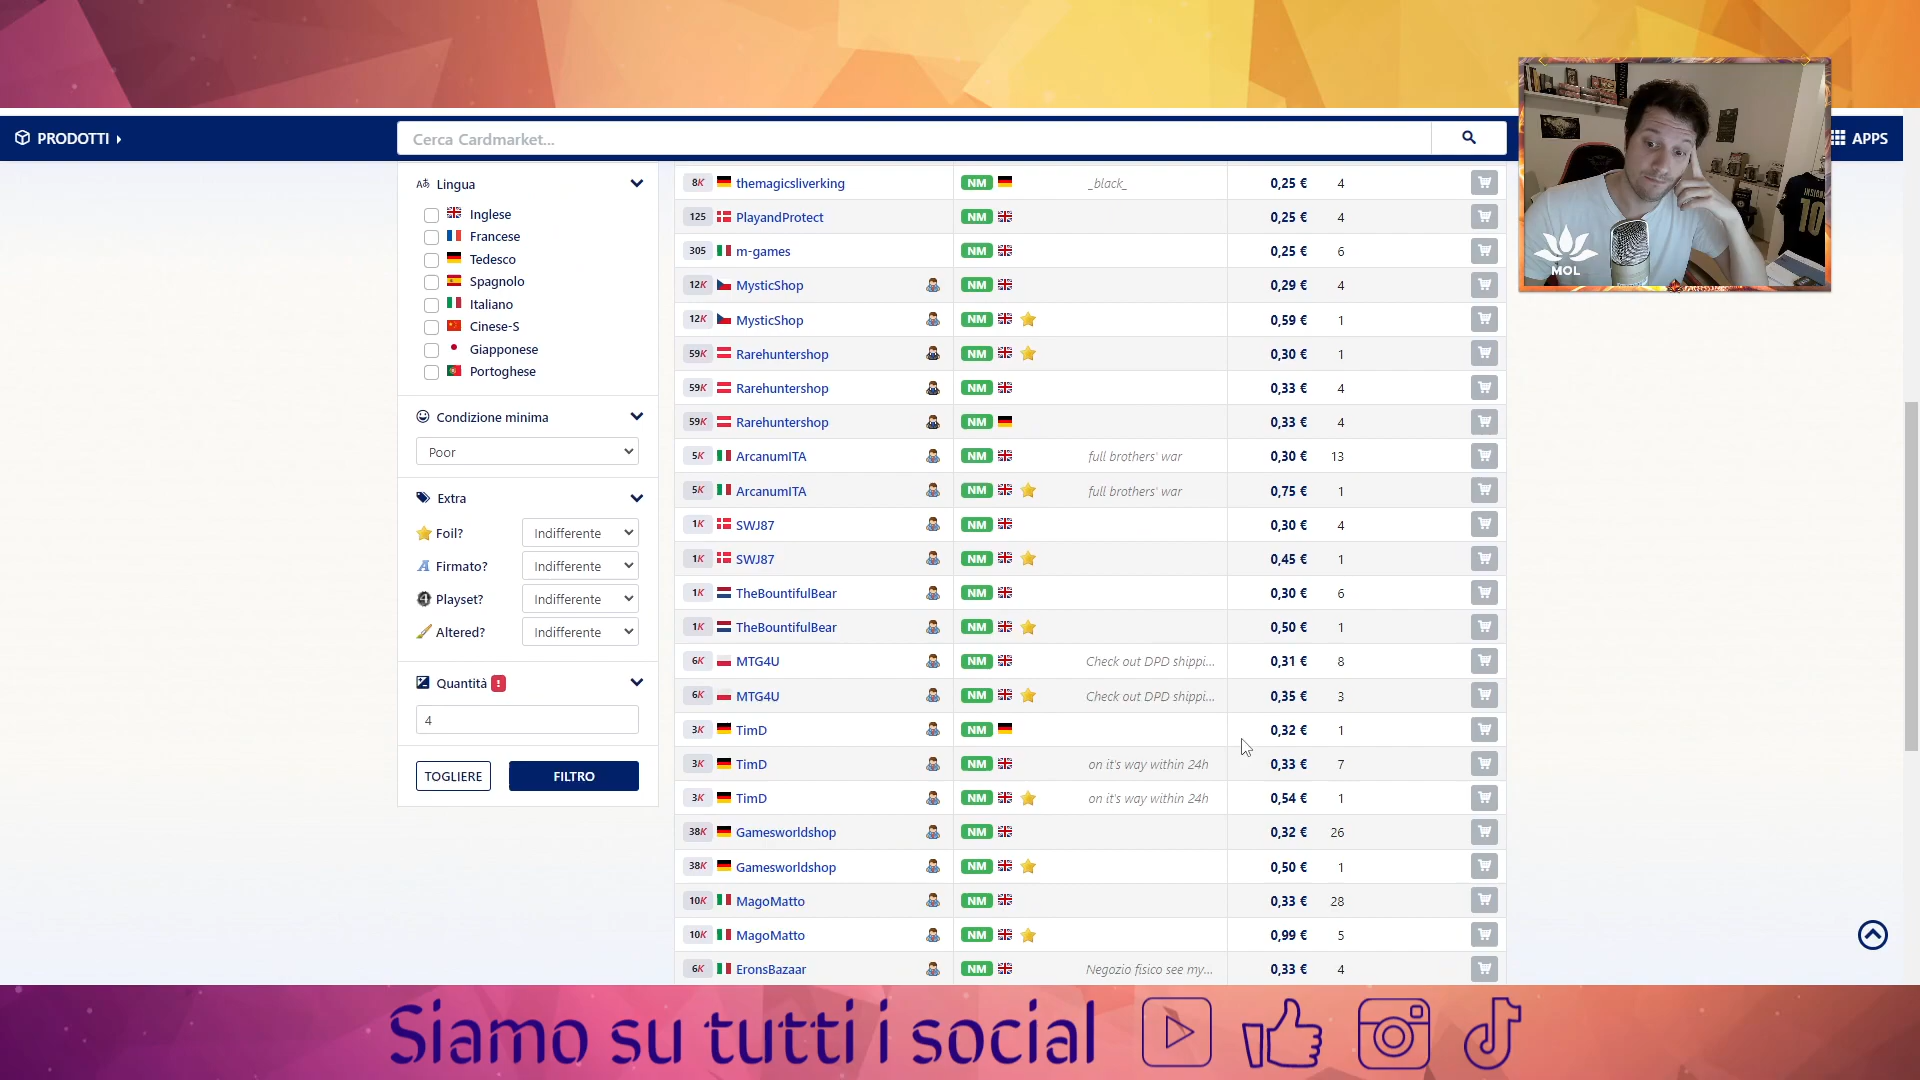 PRODOTTI
Cerca Cardmarket...
APPS
MOL
Lingua
Inglese
Francese
Tedesco
Spagnolo
Italiano
Cinese-S
Giapponese
Portoghese
Condizione minima
Poor
Extra
Foil? Indifferente
Firmato? Indifferente
Playset? Indifferente
Altered? Indifferente
Quantità !
4
TOGLIERE FILTRO
8K themagicsliverking NM _black_ 0,25 € 4
125 PlayandProtect NM 0,25 € 4
305 m-games NM 0,25 € 6
12K MysticShop NM 0,29 € 4
12K MysticShop NM 0,59 € 1
59K Rarehuntershop NM 0,30 € 1
59K Rarehuntershop NM 0,33 € 4
59K Rarehuntershop NM 0,33 € 4
5K ArcanumITA NM full brothers' war 0,30 € 13
5K ArcanumITA NM full brothers' war 0,75 € 1
1K SWJ87 NM 0,30 € 4
1K SWJ87 NM 0,45 € 1
1K TheBountifulBear NM 0,30 € 6
1K TheBountifulBear NM 0,50 € 1
6K MTG4U NM Check out DPD shippi... 0,31 € 8
6K MTG4U NM Check out DPD shippi... 0,35 € 3
3K TimD NM 0,32 € 1
3K TimD NM on it's way within 24h 0,33 € 7
3K TimD NM on it's way within 24h 0,54 € 1
38K Gamesworldshop NM 0,32 € 26
38K Gamesworldshop NM 0,50 € 1
10K MagoMatto NM 0,33 € 28
10K MagoMatto NM 0,99 € 5
6K EronsBazaar NM Negozio fisico see my... 0,33 € 4
Siamo su tutti i social